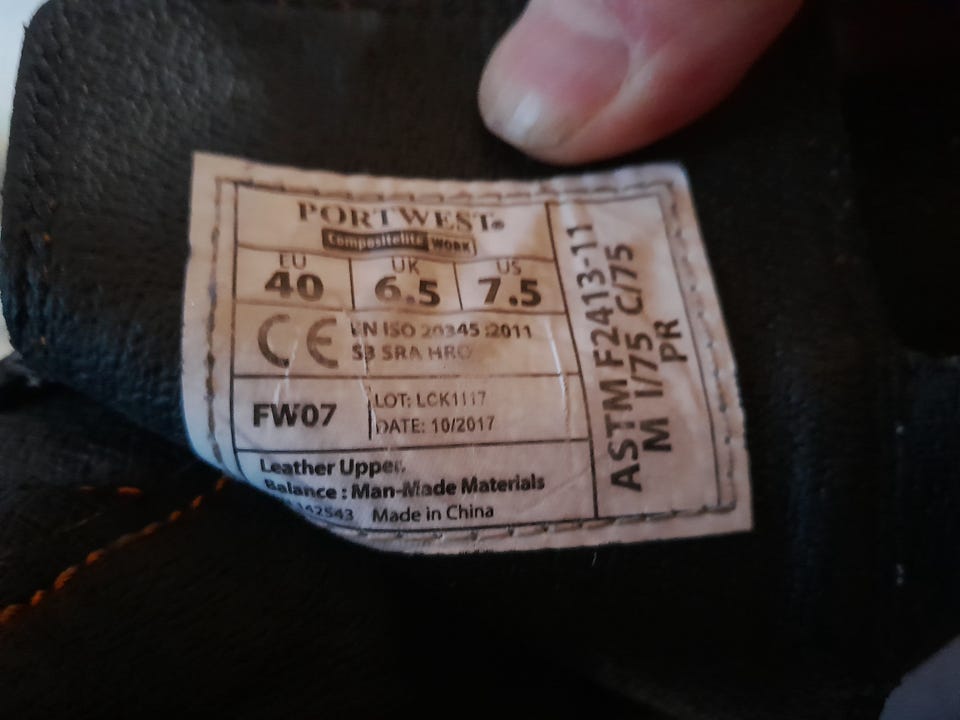 PORTWEST®
Compositelite WORK
EU UK US
40 6.5 7.5
CE EN ISO 20345:2011
S3 SRA HRO
FW07
LOT: LCK1117
DATE: 10/2017
Leather Upper.
Balance : Man-Made Materials
42543 Made in China
ASTM F2413-11
M I/75 C/75
PR